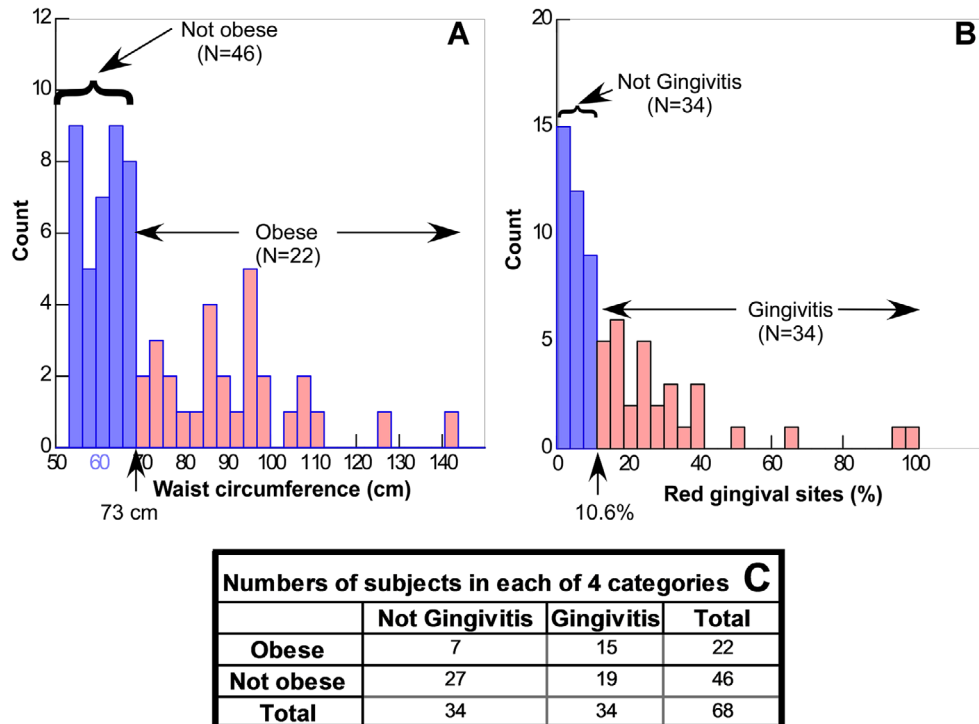 A
12
10
8
6
4
2
0
Count
Not obese
(N=46)
Obese
(N=22)
50 60 70 80 90 100 110 120 130 140
Waist circumference (cm)
73 cm
B
20
15
10
5
0
Count
Not Gingivitis
(N=34)
Gingivitis
(N=34)
0 20 40 60 80 100
Red gingival sites (%)
10.6%
Numbers of subjects in each of 4 categories C
Not Gingivitis Gingivitis Total
Obese 7 15 22
Not obese 27 19 46
Total 34 34 68